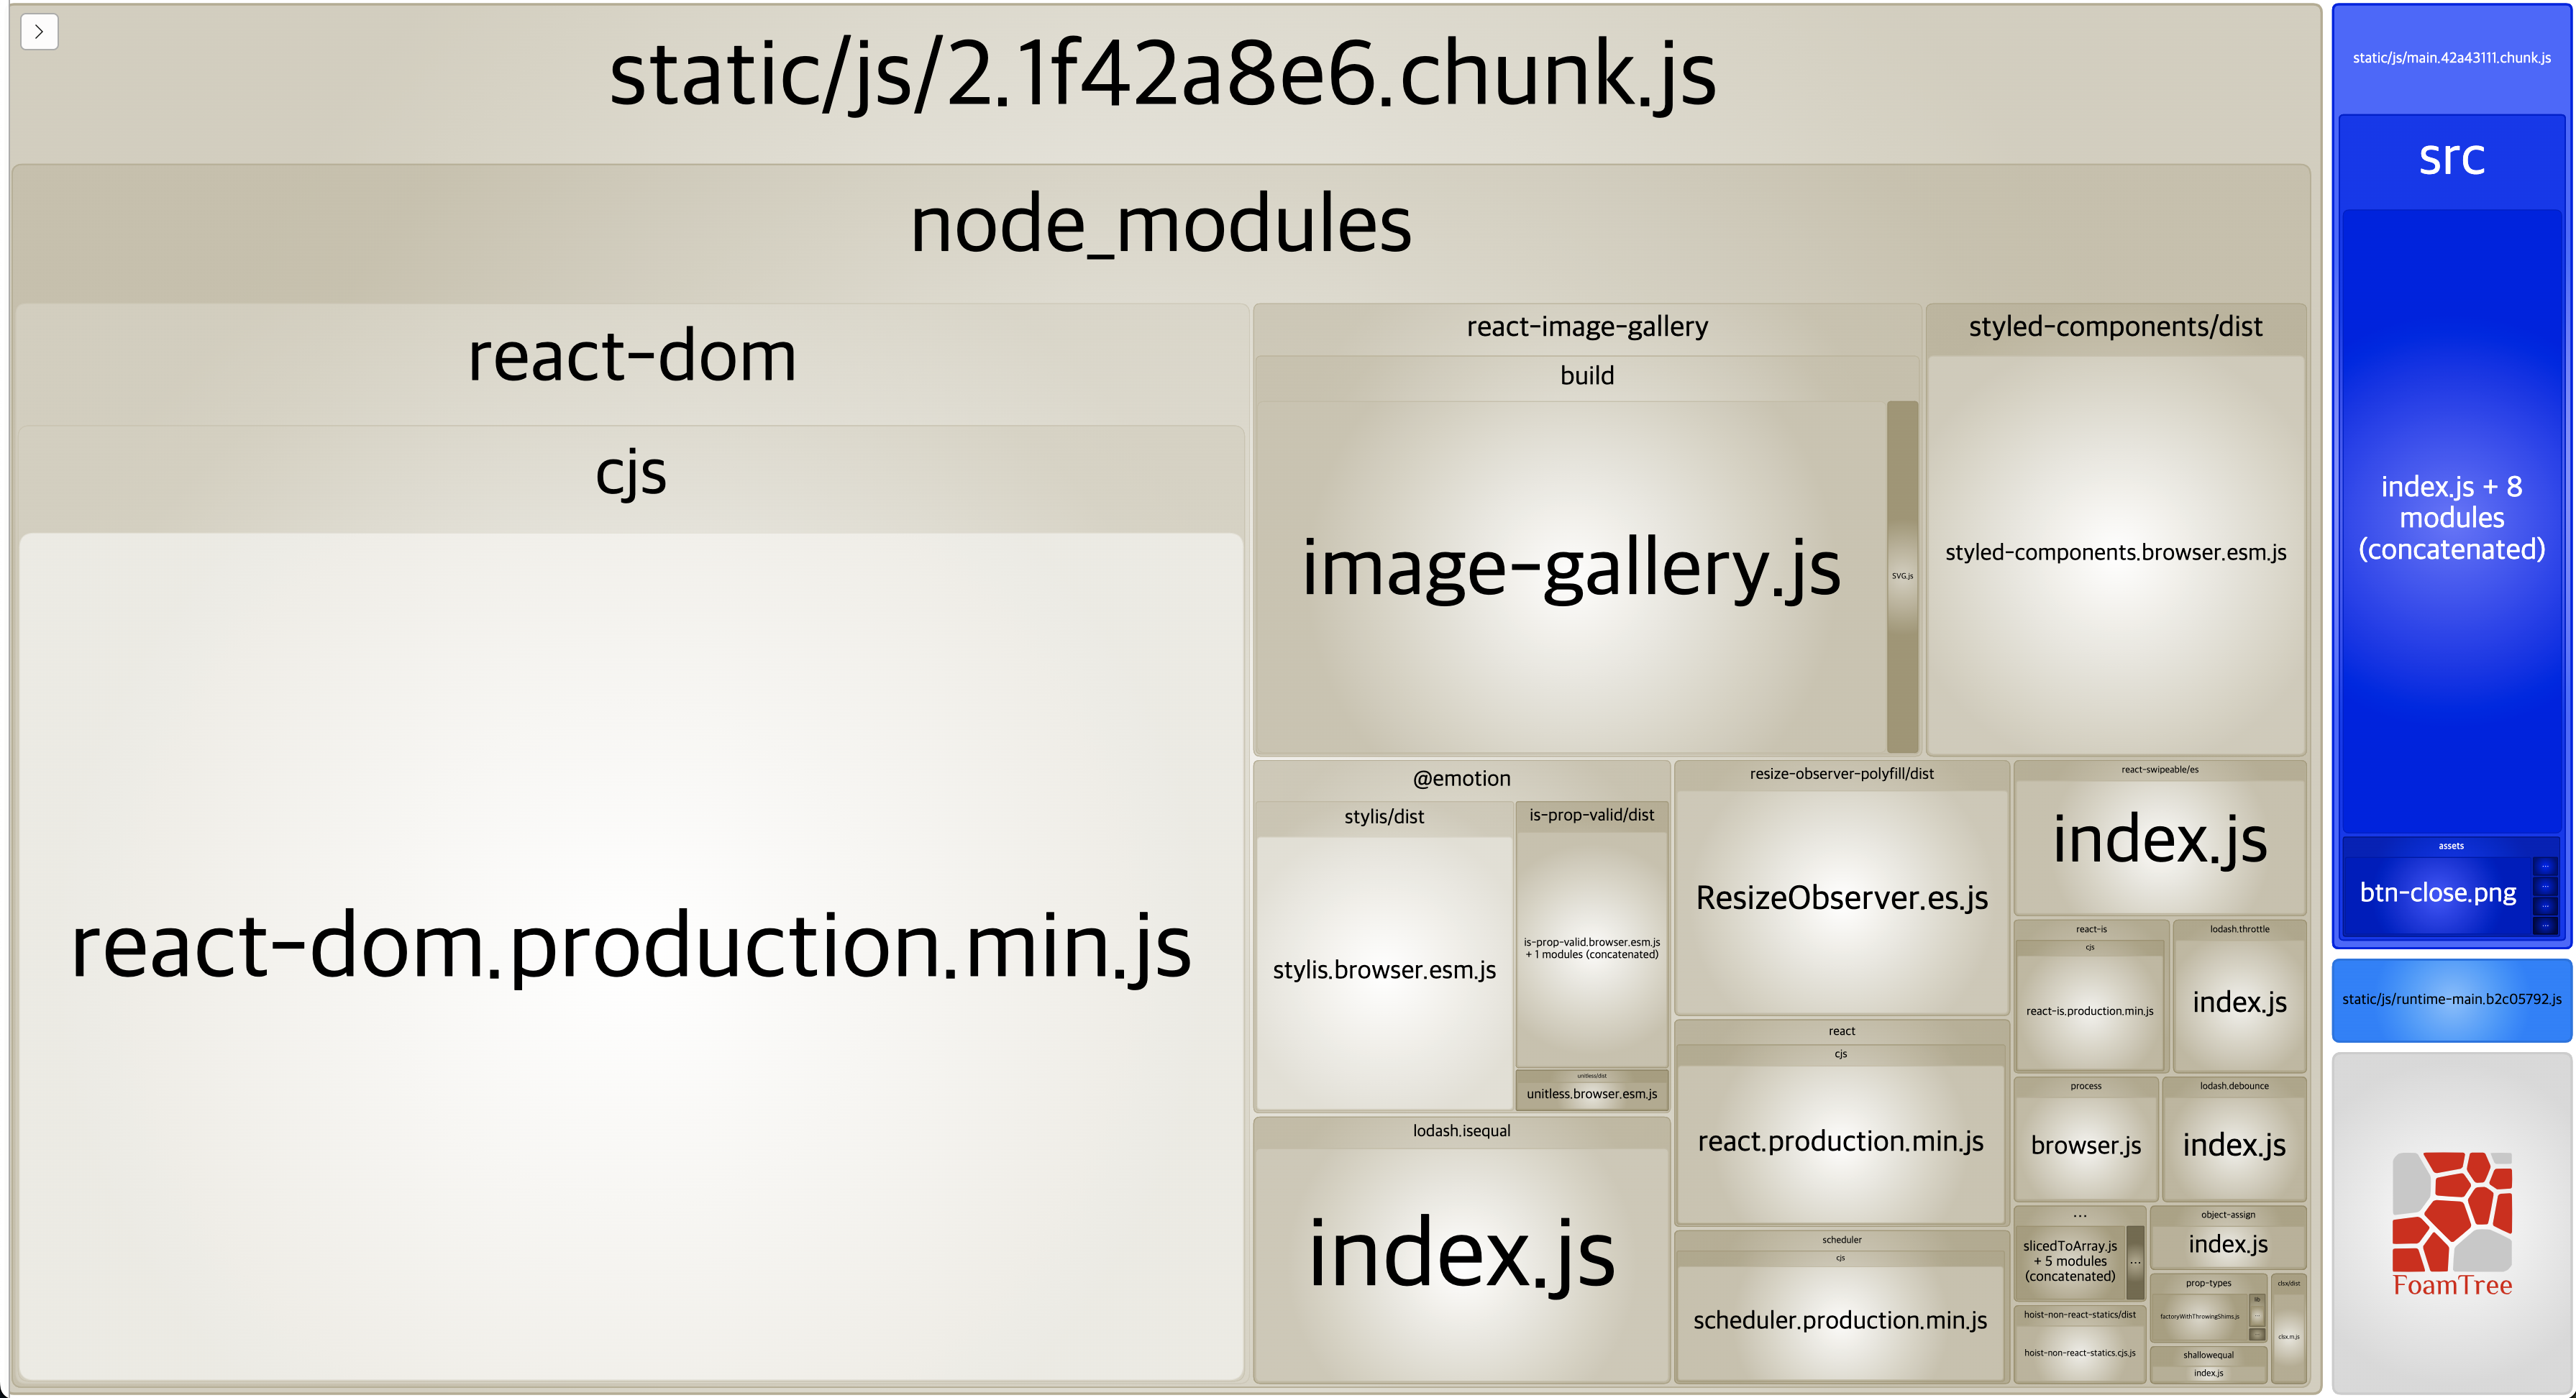 static/js/2.1f42a8e6.chunk.js
node_modules
react-dom
cjs
react-dom.production.min.js
react-image-gallery
build
image-gallery.js
SVG.js
styled-components/dist
styled-components.browser.esm.js
@emotion
stylis/dist
stylis.browser.esm.js
is-prop-valid/dist
is-prop-valid.browser.esm.js
+ 1 modules (concatenated)
unitless/dist
unitless.browser.esm.js
lodash.isequal
index.js
resize-observer-polyfill/dist
ResizeObserver.es.js
react
cjs
react.production.min.js
scheduler
cjs
scheduler.production.min.js
react-swipeable/es
index.js
react-is
cjs
react-is.production.min.js
lodash.throttle
index.js
process
browser.js
lodash.debounce
index.js
...
slicedToArray.js
+ 5 modules
(concatenated)
...
hoist-non-react-statics/dist
hoist-non-react-statics.cjs.js
object-assign
index.js
prop-types
factoryWithThrowingShims.js
lib
shallowequal
index.js
clsx/dist
clsx.m.js
static/js/main.42a43111.chunk.js
src
index.js + 8
modules
(concatenated)
assets
btn-close.png
...
...
...
...
static/js/runtime-main.b2c05792.js
FoamTree